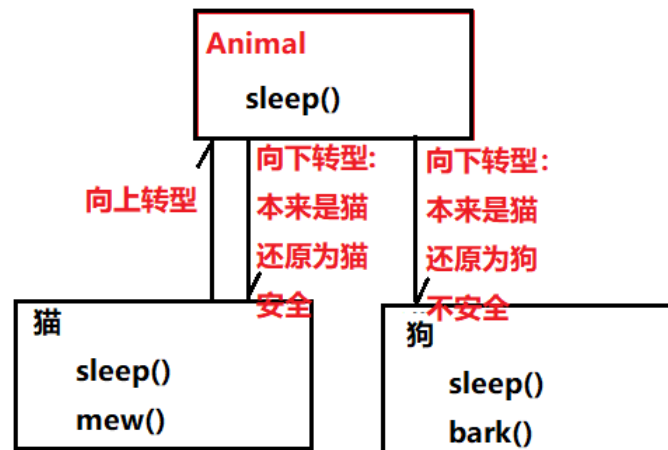 Animal
sleep()
向上转型
向下转型:
本来是猫
还原为猫
安全
向下转型:
本来是猫
还原为狗
不安全
猫
sleep()
mew()
狗
sleep()
bark()